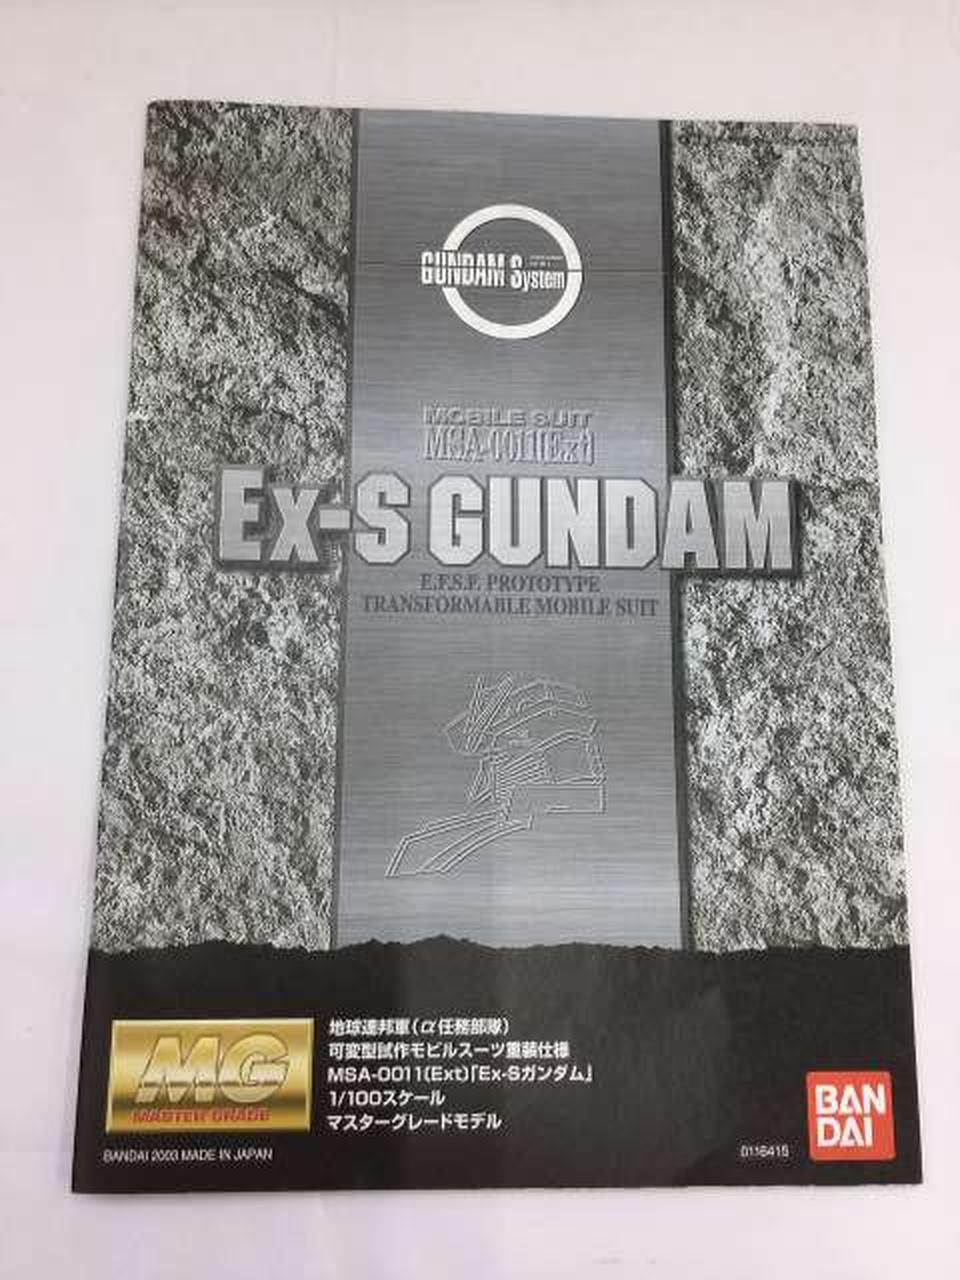 GUNDAM System
MOBILE SUIT
MSA-0011(Ext)
Ex-S GUNDAM
E.F.S.F. PROTOTYPE
TRANSFORMABLE MOBILE SUIT
MG
MASTER GRADE
地球連邦軍(α任務部隊)
可変型試作モビルスーツ重装仕様
MSA-0011(Ext)「Ex-Sガンダム」
1/100スケール
マスターグレードモデル
BANDAI 2003 MADE IN JAPAN
0116415
BAN
DAI